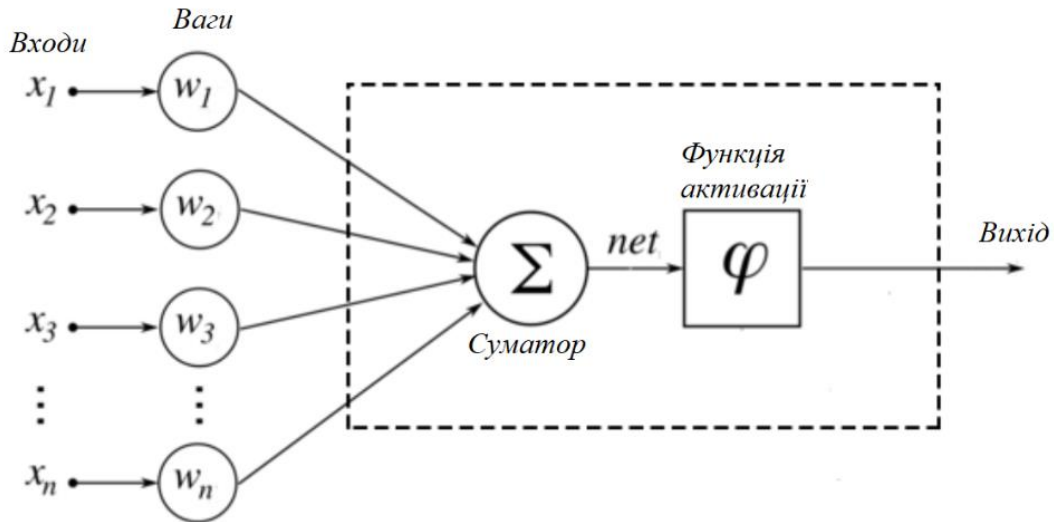 Ваги
Входи
x1
w1
x2
w2
x3
w3
xn
wn
Σ
Суматор
net
Функція
активації
φ
Вихід